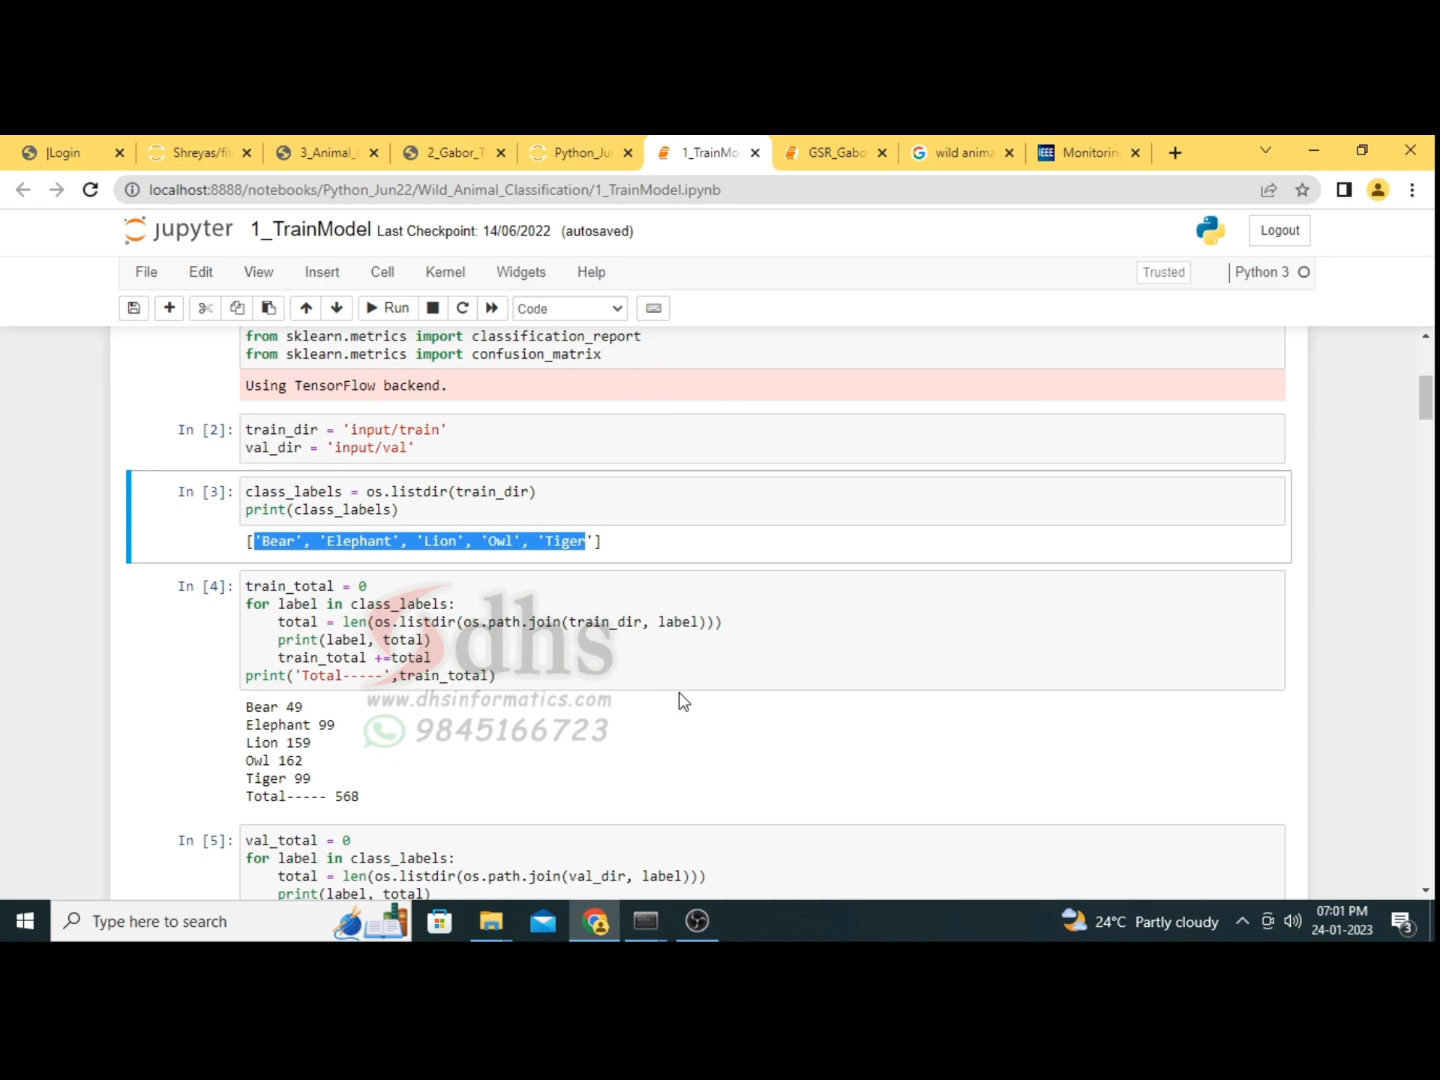 |Login
Shreyas/fil
3_Animal_C
2_Gabor_T
Python_Ju
1_TrainMo
GSR_Gabo
wild anima
IEEE
Monitorin
localhost:8888/notebooks/Python_Jun22/Wild_Animal_Classification/1_TrainModel.ipynb
jupyter 1_TrainModel Last Checkpoint: 14/06/2022 (autosaved)
Logout
File Edit View Insert Cell Kernel Widgets Help
Trusted
Python 3
Run
Code
from sklearn.metrics import classification_report
from sklearn.metrics import confusion_matrix
Using TensorFlow backend.
In [2]: train_dir = 'input/train'
val_dir = 'input/val'
In [3]: class_labels = os.listdir(train_dir)
print(class_labels)
['Bear', 'Elephant', 'Lion', 'Owl', 'Tiger']
In [4]: train_total = 0
for label in class_labels:
total = len(os.listdir(os.path.join(train_dir, label)))
print(label, total)
train_total +=total
print('Total-----',train_total)
dhs
www.dhsinformatics.com
9845166723
Bear 49
Elephant 99
Lion 159
Owl 162
Tiger 99
Total----- 568
In [5]: val_total = 0
for label in class_labels:
total = len(os.listdir(os.path.join(val_dir, label)))
print(label, total)
Type here to search
24°C Partly cloudy
07:01 PM
24-01-2023
3